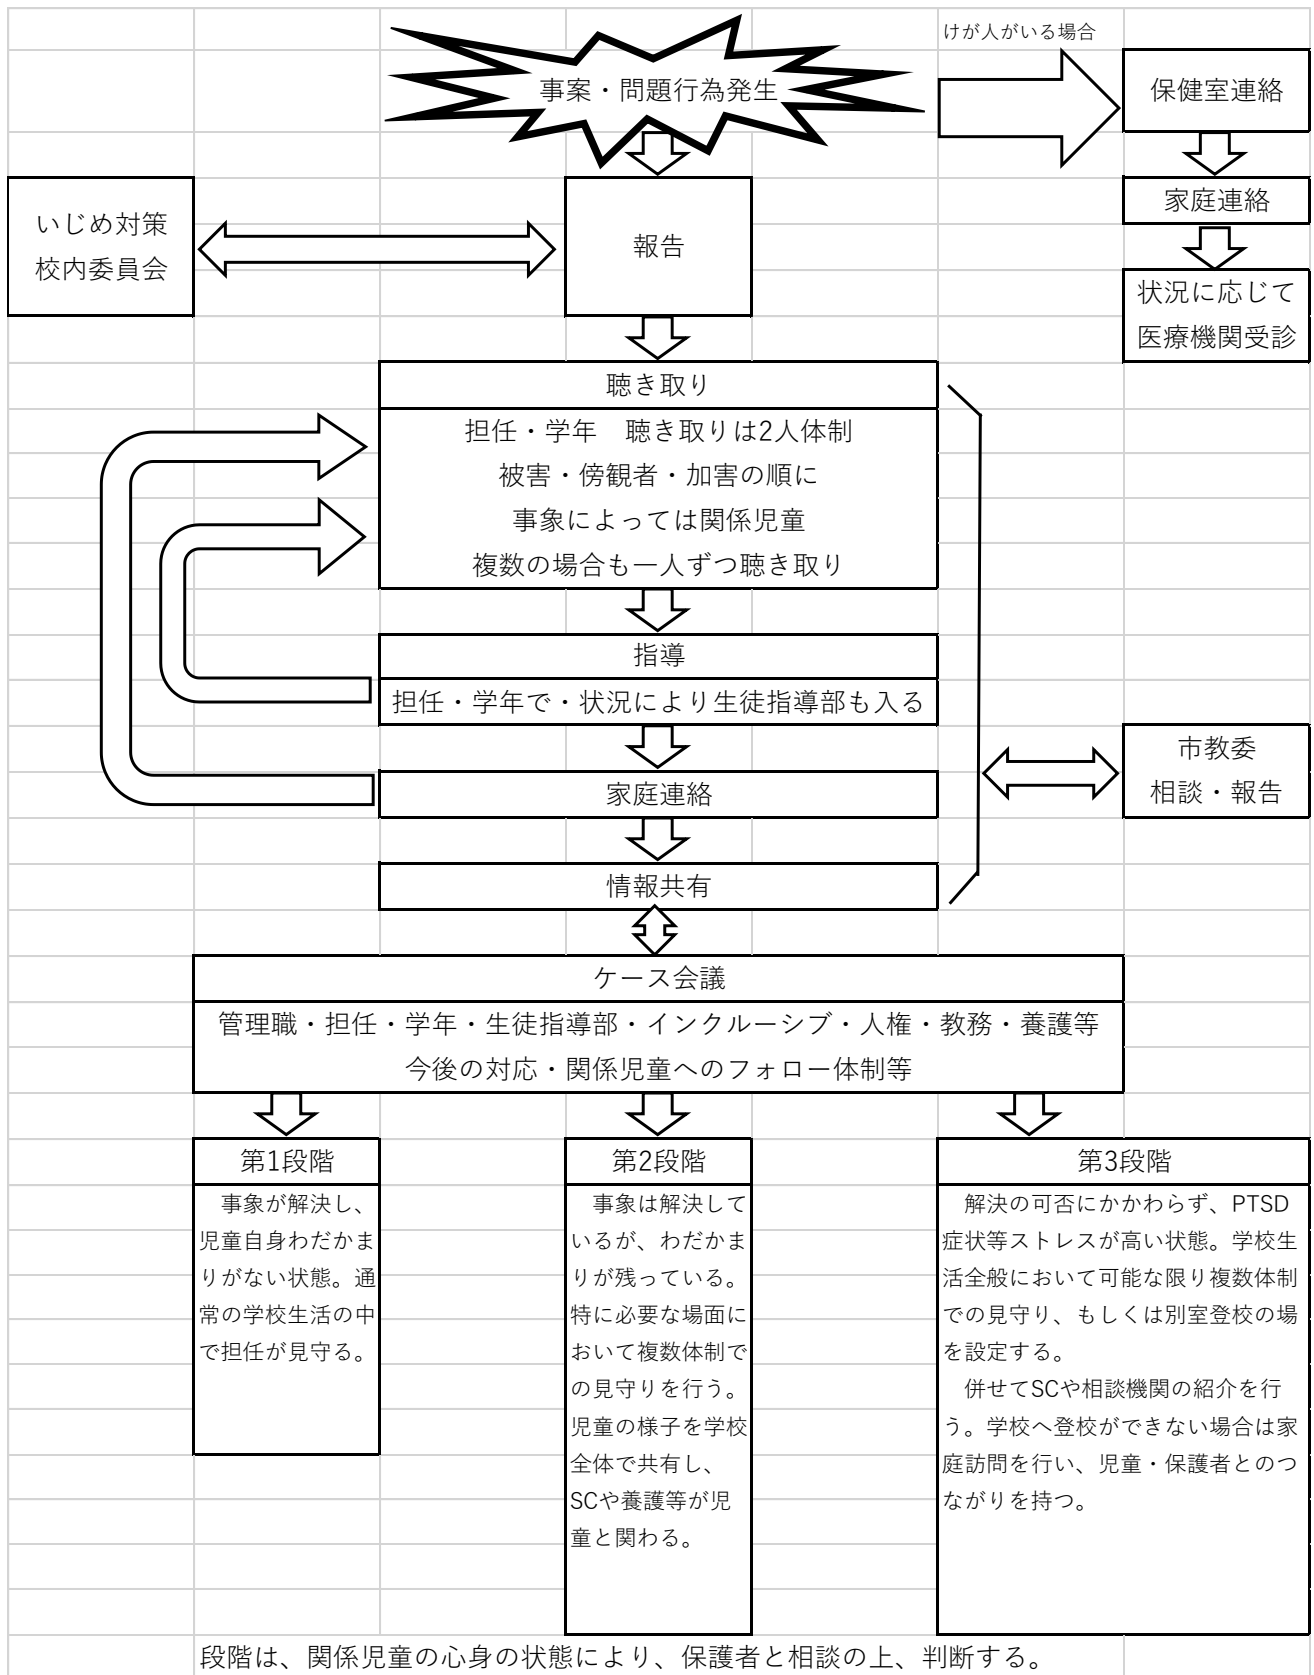 けが人がいる場合
事案・問題行為発生
保健室連絡
家庭連絡
状況に応じて
医療機関受診
いじめ対策
校内委員会
報告
聴き取り
担任・学年　聴き取りは2人体制
被害・傍観者・加害の順に
事象によっては関係児童
複数の場合も一人ずつ聴き取り
指導
担任・学年で・状況により生徒指導部も入る
家庭連絡
情報共有
市教委
相談・報告
ケース会議
管理職・担任・学年・生徒指導部・インクルーシブ・人権・教務・養護等
今後の対応・関係児童へのフォロー体制等
第1段階
　事象が解決し、
児童自身わだかま
りがない状態。通
常の学校生活の中
で担任が見守る。
第2段階
　事象は解決して
いるが、わだかま
りが残っている。
特に必要な場面に
おいて複数体制で
の見守りを行う。
児童の様子を学校
全体で共有し、
SCや養護等が児
童と関わる。
第3段階
　解決の可否にかかわらず、PTSD
症状等ストレスが高い状態。学校生
活全般において可能な限り複数体制
での見守り、もしくは別室登校の場
を設定する。
　併せてSCや相談機関の紹介を行
う。学校へ登校ができない場合は家
庭訪問を行い、児童・保護者とのつ
ながりを持つ。
段階は、関係児童の心身の状態により、保護者と相談の上、判断する。